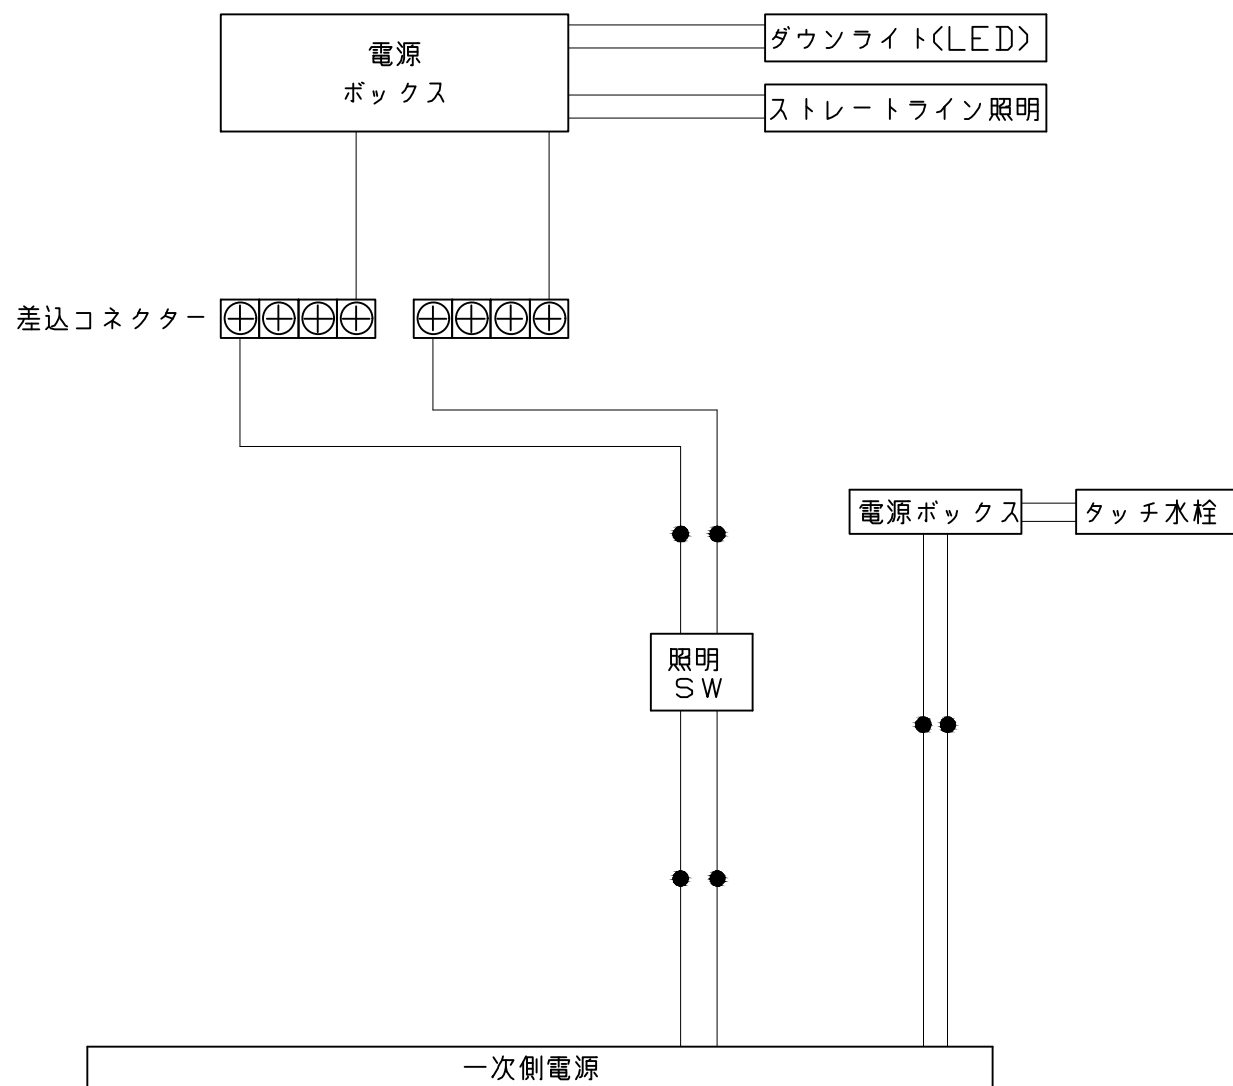 電源
ボックス
ダウンライト(LED)
ストレートライン照明
差込コネクター
電源ボックス
タッチ水栓
照明
SW
一次側電源